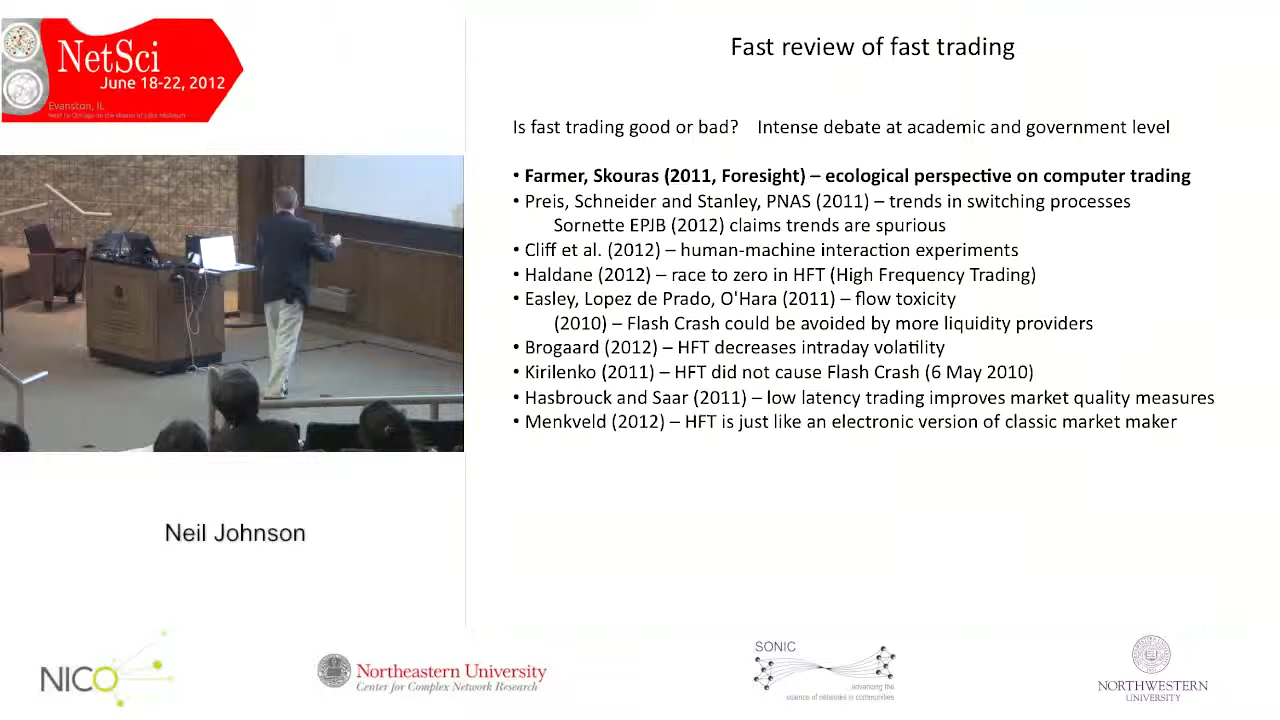 NetSci
June 18-22, 2012
Evanston, IL
Fast review of fast trading
Is fast trading good or bad? Intense debate at academic and government level
• Farmer, Skouras (2011, Foresight) – ecological perspective on computer trading
• Preis, Schneider and Stanley, PNAS (2011) – trends in switching processes
Sornette EPJB (2012) claims trends are spurious
• Cliff et al. (2012) – human-machine interaction experiments
• Haldane (2012) – race to zero in HFT (High Frequency Trading)
• Easley, Lopez de Prado, O'Hara (2011) – flow toxicity
(2010) – Flash Crash could be avoided by more liquidity providers
• Brogaard (2012) – HFT decreases intraday volatility
• Kirilenko (2011) – HFT did not cause Flash Crash (6 May 2010)
• Hasbrouck and Saar (2011) – low latency trading improves market quality measures
• Menkveld (2012) – HFT is just like an electronic version of classic market maker
Neil Johnson
NICO
Northeastern University
Center for Complex Network Research
SONIC
advancing the
science of networks in communities
NORTHWESTERN
UNIVERSITY